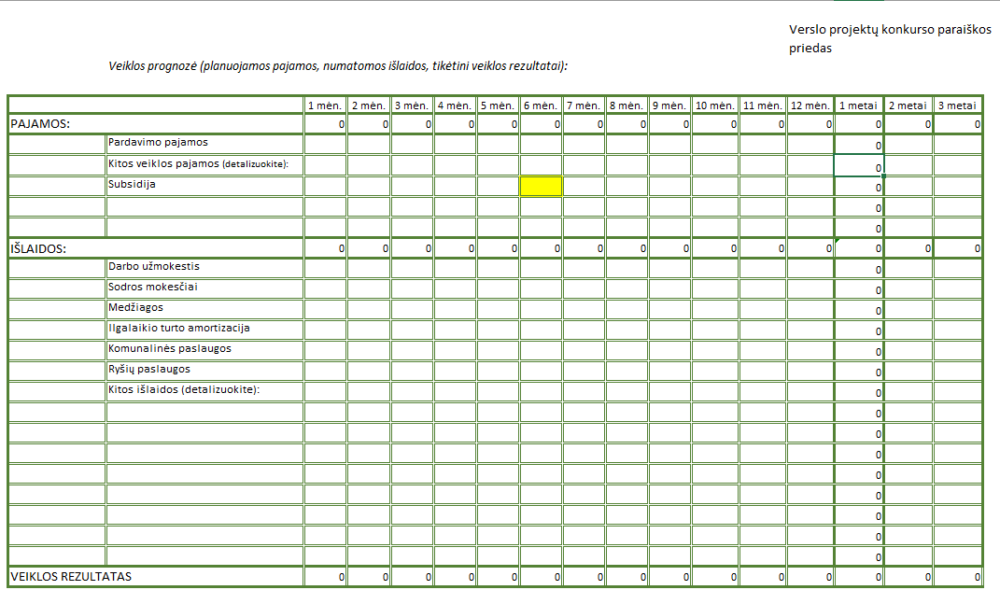 Verslo projektų konkurso paraiškos
priedas
Veiklos prognozė (planuojamos pajamos, numatomos išlaidos, tikėtini veiklos rezultatai):
1 mėn. 2 mėn. 3 mėn. 4 mėn. 5 mėn. 6 mėn. 7 mėn. 8 mėn. 9 mėn. 10 mėn. 11 mėn. 12 mėn. 1 metai 2 metai 3 metai
PAJAMOS: 0 0 0 0 0 0 0 0 0 0 0 0 0 0 0
Pardavimo pajamos 0
Kitos veiklos pajamos (detalizuokite): 0
Subsidija 0
0
0
IŠLAIDOS: 0 0 0 0 0 0 0 0 0 0 0 0 0 0 0
Darbo užmokestis 0
Sodros mokesčiai 0
Medžiagos 0
Ilgalaikio turto amortizacija 0
Komunalinės paslaugos 0
Ryšių paslaugos 0
Kitos išlaidos (detalizuokite): 0
0
0
0
0
0
0
0
0
VEIKLOS REZULTATAS 0 0 0 0 0 0 0 0 0 0 0 0 0 0 0